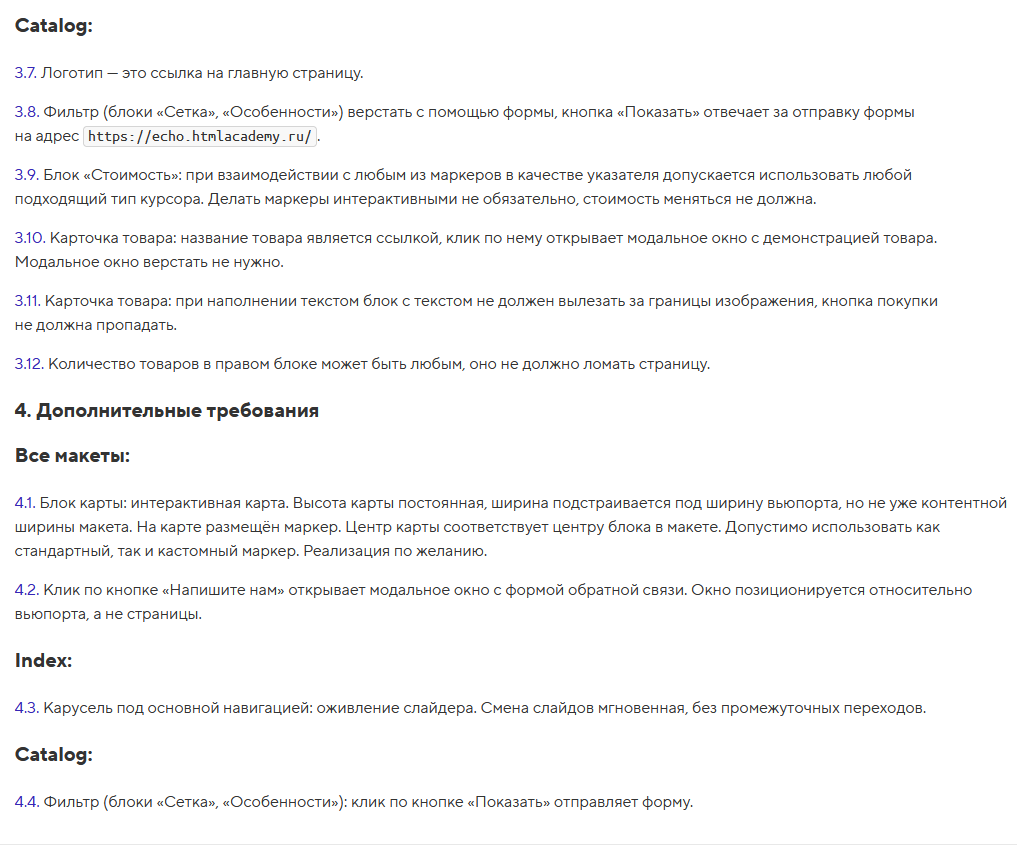 Catalog:
3.7. Логотип — это ссылка на главную страницу.
3.8. Фильтр (блоки «Сетка», «Особенности») верстать с помощью формы, кнопка «Показать» отвечает за отправку формы
на адрес https://echo.htmlacademy.ru/.
3.9. Блок «Стоимость»: при взаимодействии с любым из маркеров в качестве указателя допускается использовать любой
подходящий тип курсора. Делать маркеры интерактивными не обязательно, стоимость меняться не должна.
3.10. Карточка товара: название товара является ссылкой, клик по нему открывает модальное окно с демонстрацией товара.
Модальное окно верстать не нужно.
3.11. Карточка товара: при наполнении текстом блок с текстом не должен вылезать за границы изображения, кнопка покупки
не должна пропадать.
3.12. Количество товаров в правом блоке может быть любым, оно не должно ломать страницу.
4. Дополнительные требования
Все макеты:
4.1. Блок карты: интерактивная карта. Высота карты постоянная, ширина подстраивается под ширину вьюпорта, но не уже контентной
ширины макета. На карте размещён маркер. Центр карты соответствует центру блока в макете. Допустимо использовать как
стандартный, так и кастомный маркер. Реализация по желанию.
4.2. Клик по кнопке «Напишите нам» открывает модальное окно с формой обратной связи. Окно позиционируется относительно
вьюпорта, а не страницы.
Index:
4.3. Карусель под основной навигацией: оживление слайдера. Смена слайдов мгновенная, без промежуточных переходов.
Catalog:
4.4. Фильтр (блоки «Сетка», «Особенности»): клик по кнопке «Показать» отправляет форму.